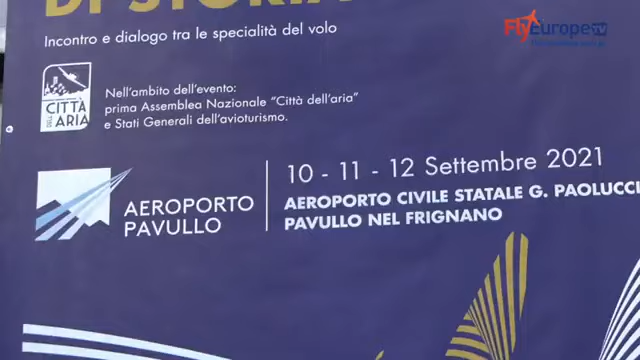 DI STORIA
Incontro e dialogo tra le specialità del volo
CITTÀ
DELL'
ARIA
Nell'ambito dell'evento:
prima Assemblea Nazionale "Città dell'aria"
e Stati Generali dell'avioturismo.
AEROPORTO
PAVULLO
10 - 11 - 12 Settembre 2021
AEROPORTO CIVILE STATALE G. PAOLUCCI
PAVULLO NEL FRIGNANO
FlyEuropeTV